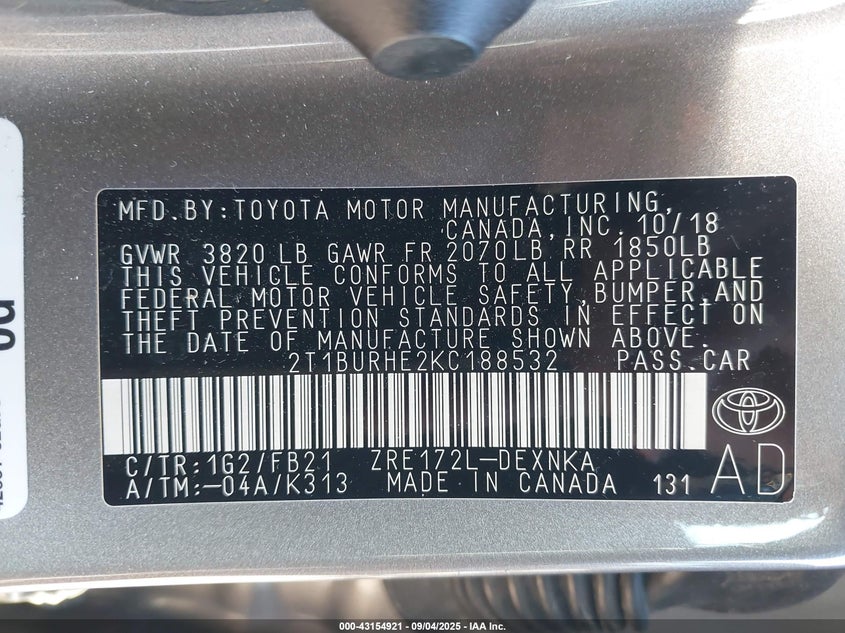 MFD.BY:TOYOTA MOTOR MANUFACTURING,
CANADA,INC. 10/18
GVWR 3820 LB GAWR FR 2070LB RR 1850LB
THIS VEHICLE CONFORMS TO ALL APPLICABLE
FEDERAL MOTOR VEHICLE SAFETY,BUMPER,AND
THEFT PREVENTION STANDARDS IN EFFECT ON
THE DATE OF MANUFACTURE SHOWN ABOVE.
2T1BURHE2KC188532 PASS.CAR
C/TR:1G2/FB21 ZRE172L-DEXNKA
A/TM:-04A/K313 MADE IN CANADA 131 AD
000-43154921 - 09/04/2025 - IAA Inc.